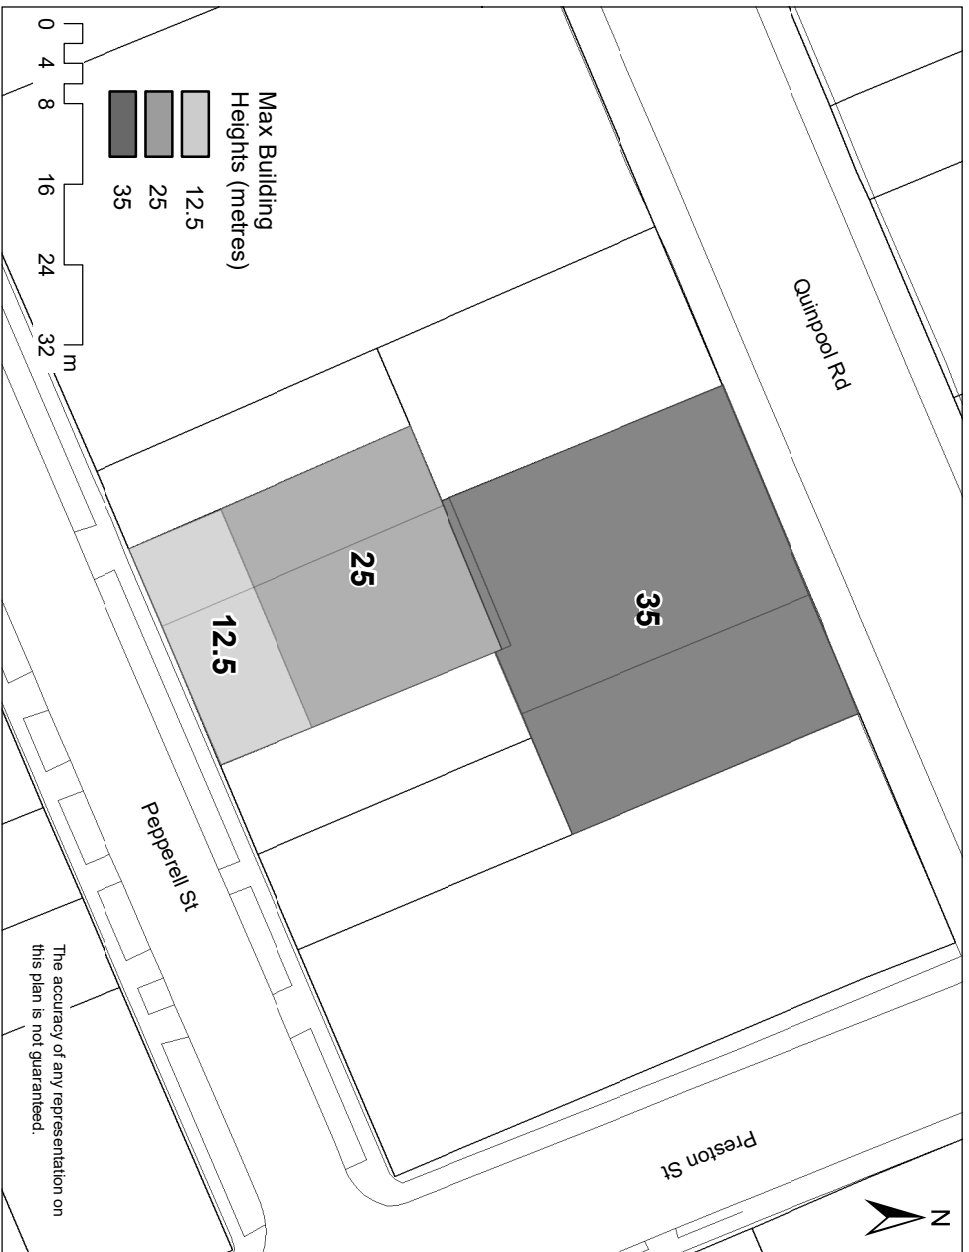 Quinpool Rd
Max Building
Heights (metres)
12.5
25
35
0 4 8 16 24 32
m
35
25
12.5
Pepperell St
Preston St
N
The accuracy of any representation on
this plan is not guaranteed.